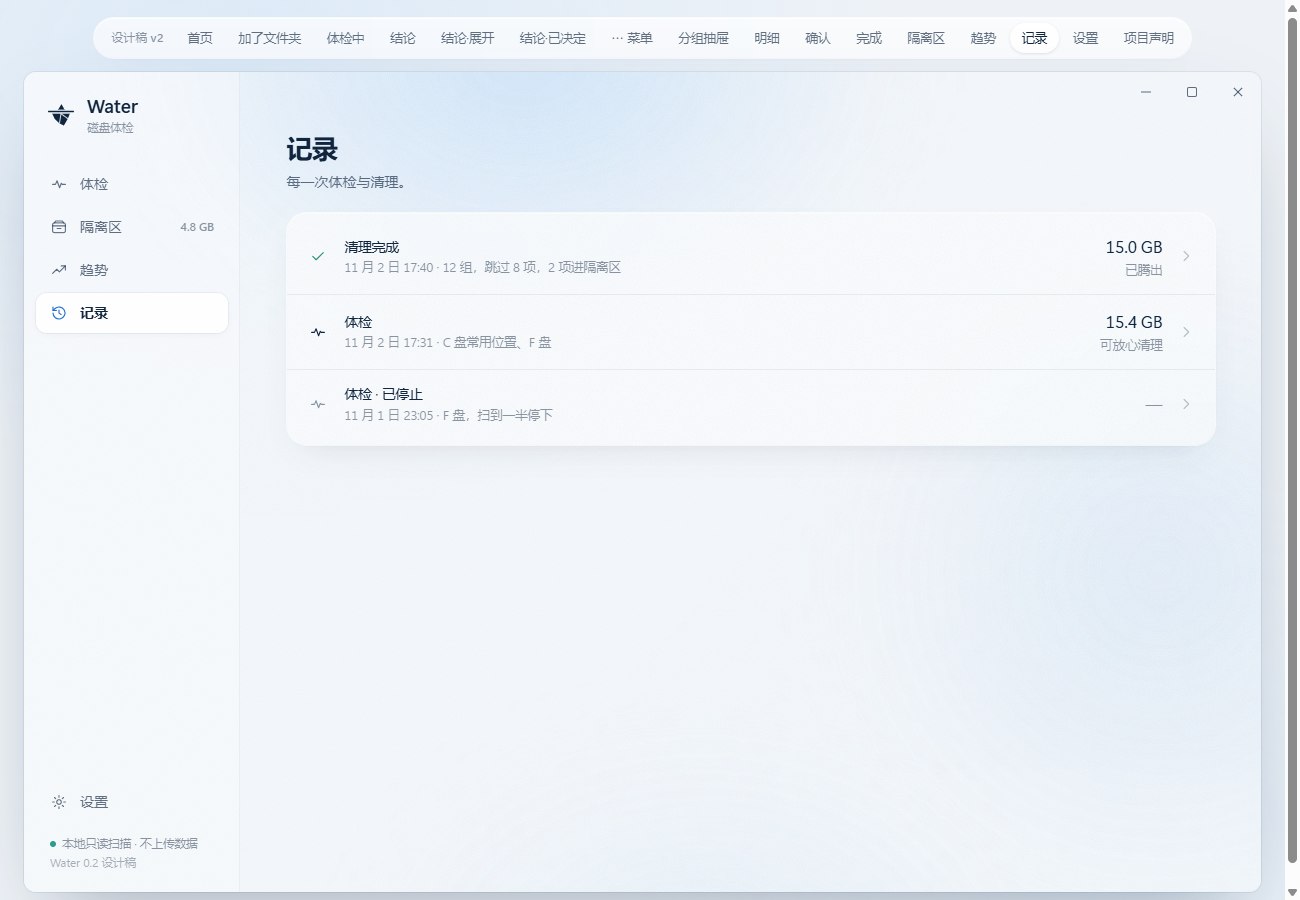 设计稿 v2 首页 加了文件夹 体检中 结论 结论·展开 结论·已决定 ··· 菜单 分组抽屉 明细 确认 完成 隔离区 趋势 记录 设置 项目声明
Water
磁盘体检
体检
隔离区 4.8 GB
趋势
记录
设置
本地只读扫描 · 不上传数据
Water 0.2 设计稿
记录
每一次体检与清理。
清理完成
11 月 2 日 17:40 · 12 组，跳过 8 项，2 项进隔离区
15.0 GB
已腾出
体检
11 月 2 日 17:31 · C 盘常用位置、F 盘
15.4 GB
可放心清理
体检 · 已停止
11 月 1 日 23:05 · F 盘，扫到一半停下
—